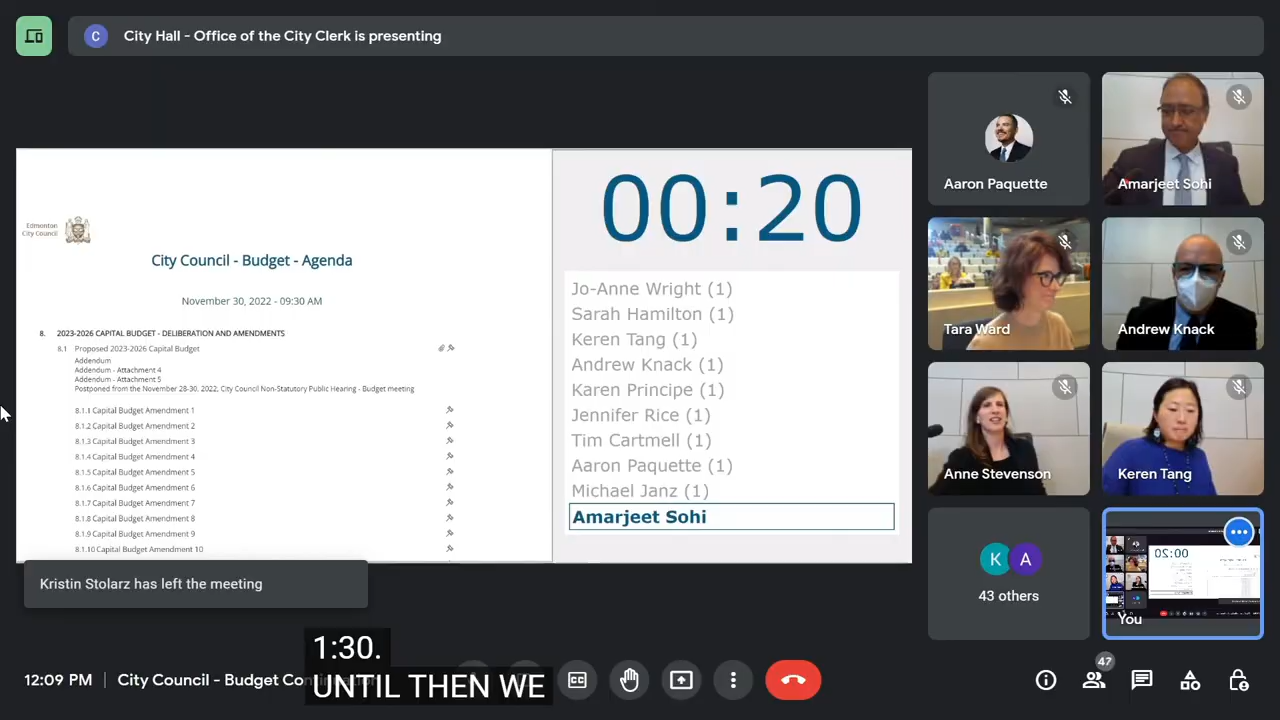 City Hall - Office of the City Clerk is presenting
Edmonton
City Council
City Council - Budget - Agenda
November 30, 2022 - 09:30 AM
8. 2023-2026 CAPITAL BUDGET - DELIBERATION AND AMENDMENTS
8.1 Proposed 2023-2026 Capital Budget
Addendum
Addendum - Attachment 4
Addendum - Attachment 5
Postponed from the November 28-30, 2022, City Council Non-Statutory Public Hearing - Budget meeting
8.1.1 Capital Budget Amendment 1
8.1.2 Capital Budget Amendment 2
8.1.3 Capital Budget Amendment 3
8.1.4 Capital Budget Amendment 4
8.1.5 Capital Budget Amendment 5
8.1.6 Capital Budget Amendment 6
8.1.7 Capital Budget Amendment 7
8.1.8 Capital Budget Amendment 8
8.1.9 Capital Budget Amendment 9
8.1.10 Capital Budget Amendment 10
00:20
Jo-Anne Wright (1)
Sarah Hamilton (1)
Keren Tang (1)
Andrew Knack (1)
Karen Principe (1)
Jennifer Rice (1)
Tim Cartmell (1)
Aaron Paquette (1)
Michael Janz (1)
Amarjeet Sohi
C
Aaron Paquette
Amarjeet Sohi
Tara Ward
Andrew Knack
Anne Stevenson
Keren Tang
K A
43 others
You
Kristin Stolarz has left the meeting
1:30.
UNTIL THEN WE
12:09 PM
City Council - Budget
47